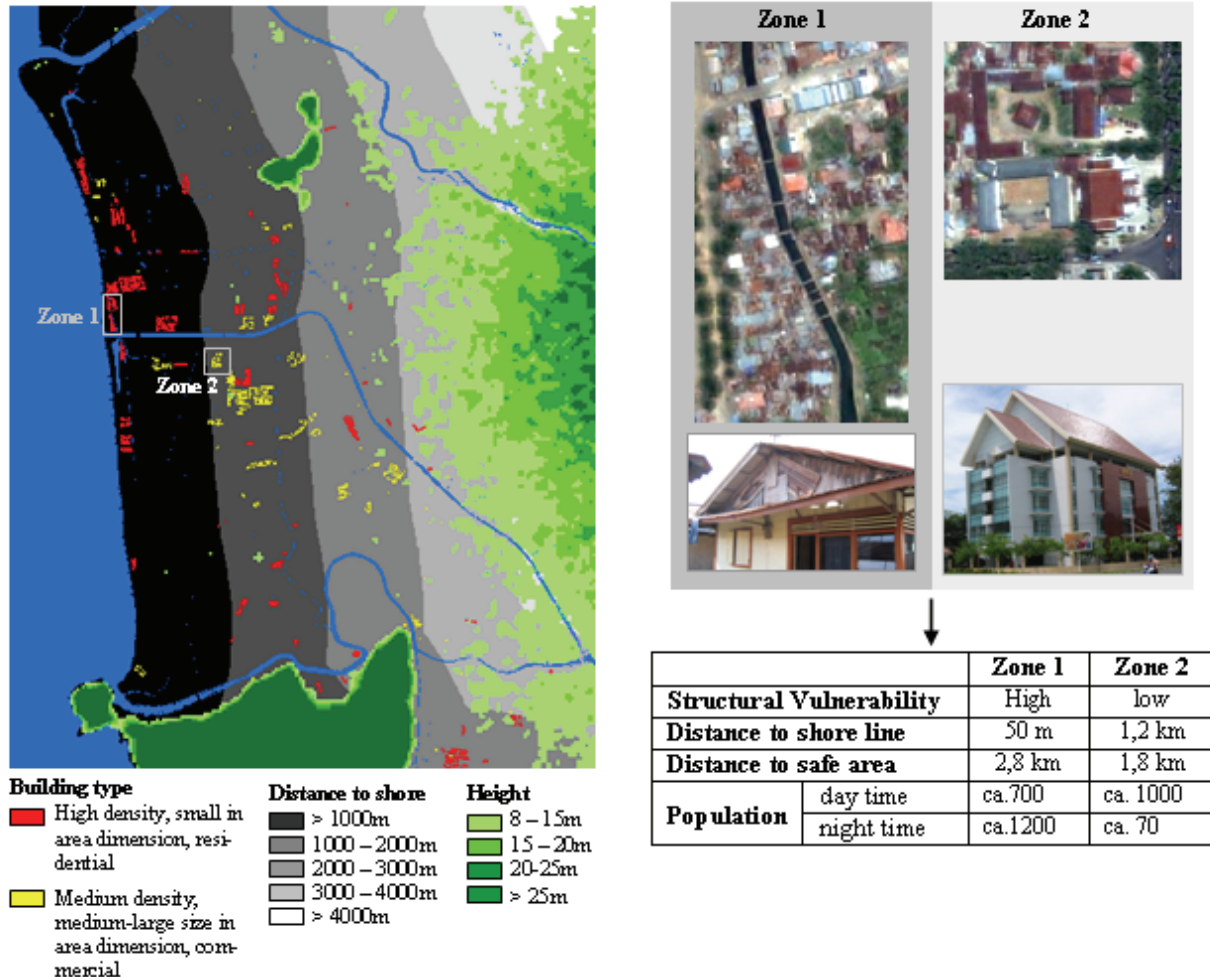 Zone 1
Zone 2
Zone 1
Zone 2
Building type
High density, small in
area dimension, resi-
dential
Medium density,
medium-large size in
area dimension, com-
mercial
Distance to shore
> 1000m
1000 – 2000m
2000 – 3000m
3000 – 4000m
> 4000m
Height
8 – 15m
15 – 20m
20-25m
> 25m
Zone 1 Zone 2
Structural Vulnerability High low
Distance to shore line 50 m 1,2 km
Distance to safe area 2,8 km 1,8 km
Population day time ca.700 ca. 1000
night time ca.1200 ca. 70